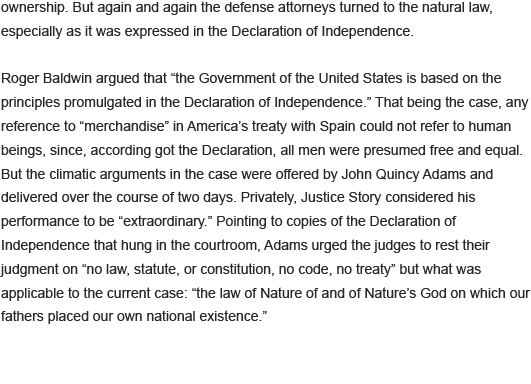 ownership. But again and again the defense attorneys turned to the natural law,
especially as it was expressed in the Declaration of Independence.
Roger Baldwin argued that “the Government of the United States is based on the
principles promulgated in the Declaration of Independence.” That being the case, any
reference to “merchandise” in America’s treaty with Spain could not refer to human
beings, since, according got the Declaration, all men were presumed free and equal.
But the climatic arguments in the case were offered by John Quincy Adams and
delivered over the course of two days. Privately, Justice Story considered his
performance to be “extraordinary.” Pointing to copies of the Declaration of
Independence that hung in the courtroom, Adams urged the judges to rest their
judgment on “no law, statute, or constitution, no code, no treaty” but what was
applicable to the current case: “the law of Nature of and of Nature’s God on which our
fathers placed our own national existence.”